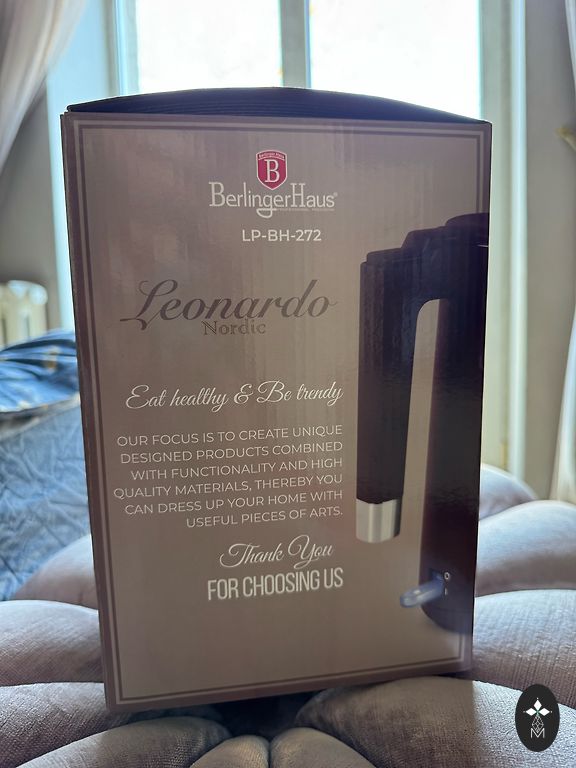 B
BerlingerHaus®
LP-BH-272
Leonardo
Nordic
Eat healthy & Be trendy
OUR FOCUS IS TO CREATE UNIQUE
DESIGNED PRODUCTS COMBINED
WITH FUNCTIONALITY AND HIGH
QUALITY MATERIALS, THEREBY YOU
CAN DRESS UP YOUR HOME WITH
USEFUL PIECES OF ARTS.
Thank You
FOR CHOOSING US
M